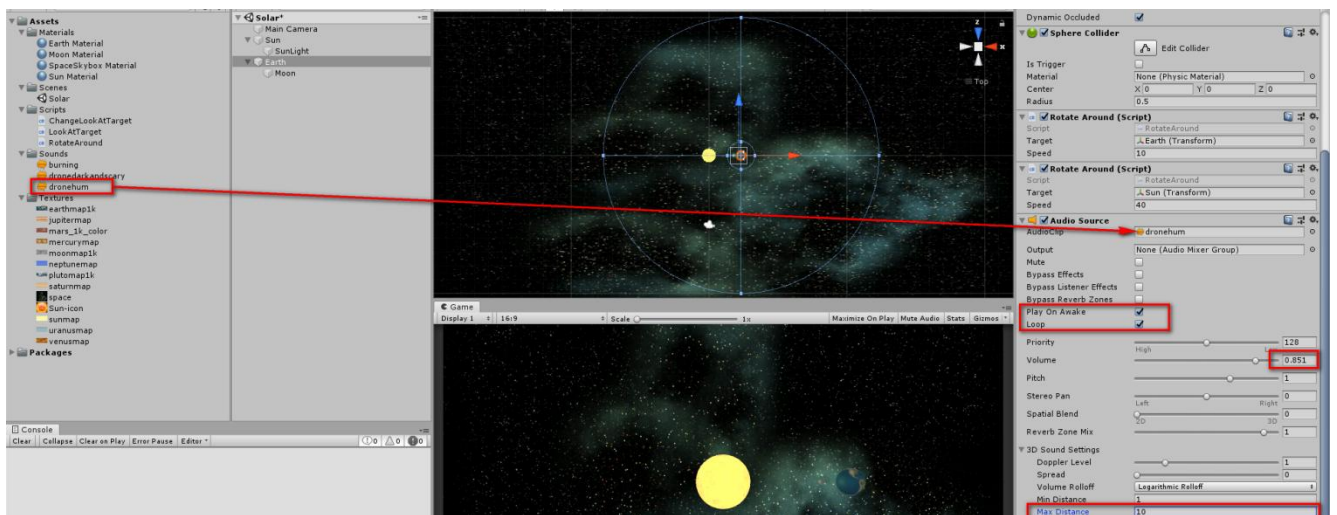 Assets
Materials
Earth Material
Moon Material
SpaceSkybox Material
Sun Material
Scenes
Solar
Scripts
ChangeLookAtTarget
LookAtTarget
RotateAround
Sounds
burning
dronedarkandscary
dronehum
Textures
earthmap1k
jupitermap
mars_1k_color
mercurymap
moonmap1k
neptunemap
plutomap1k
saturnmap
space
Sun-icon
sunmap
uranusmap
venusmap
Packages
Console
Clear Collapse Clear on Play Error Pause Editor 0 0 0
Solar*
Main Camera
Sun
SunLight
Earth
Moon
z
x
Top
Game
Display 1 16:9 Scale 1x Maximize On Play Mute Audio Stats Gizmos
Dynamic Occluded
Sphere Collider
Edit Collider
Is Trigger
Material None (Physic Material)
Center X 0 Y 0 Z 0
Radius 0.5
Rotate Around (Script)
Script RotateAround
Target Earth (Transform)
Speed 10
Rotate Around (Script)
Script RotateAround
Target Sun (Transform)
Speed 40
Audio Source
AudioClip dronehum
Output None (Audio Mixer Group)
Mute
Bypass Effects
Bypass Listener Effects
Bypass Reverb Zones
Play On Awake
Loop
Priority 128
High
Volume 0.851
Pitch 1
Stereo Pan 0
Left Right
Spatial Blend 0
2D 3D
Reverb Zone Mix 1
3D Sound Settings
Doppler Level 1
Spread 0
Volume Rolloff Logarithmic Rolloff
Min Distance 1
Max Distance 10